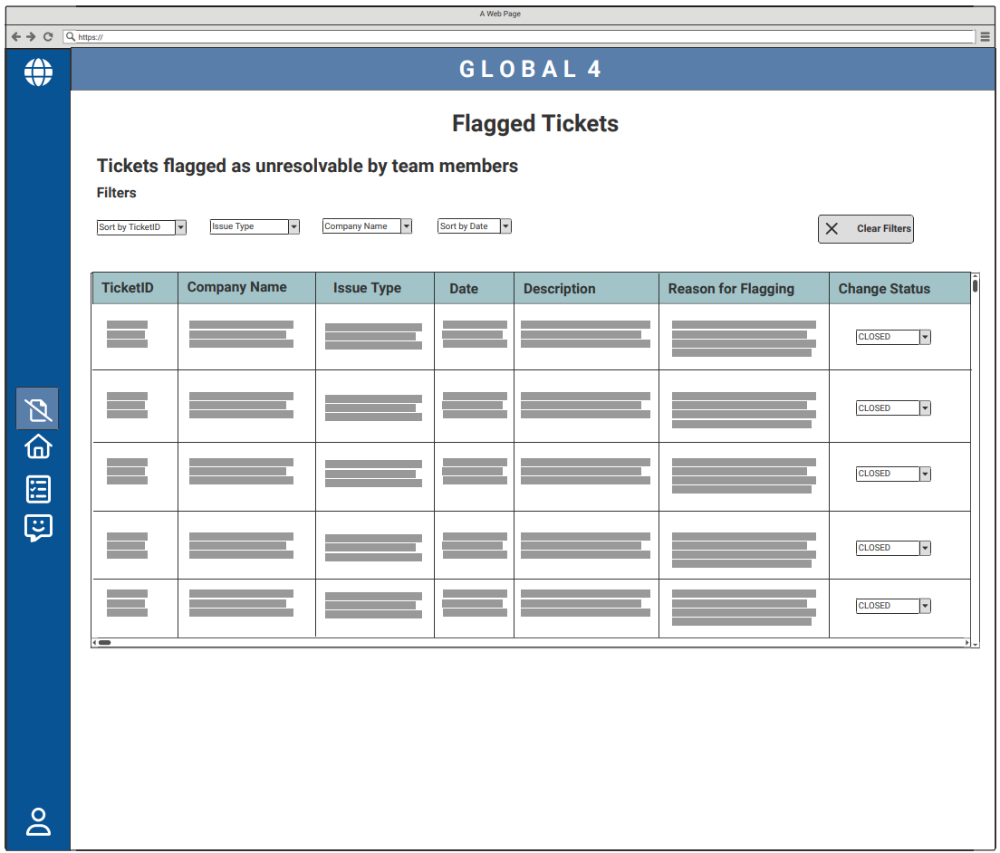 A Web Page
https://
GLOBAL 4
Flagged Tickets
Tickets flagged as unresolvable by team members
Filters
Sort by TicketID Issue Type Company Name Sort by Date Clear Filters
TicketID Company Name Issue Type Date Description Reason for Flagging Change Status
CLOSED
CLOSED
CLOSED
CLOSED
CLOSED